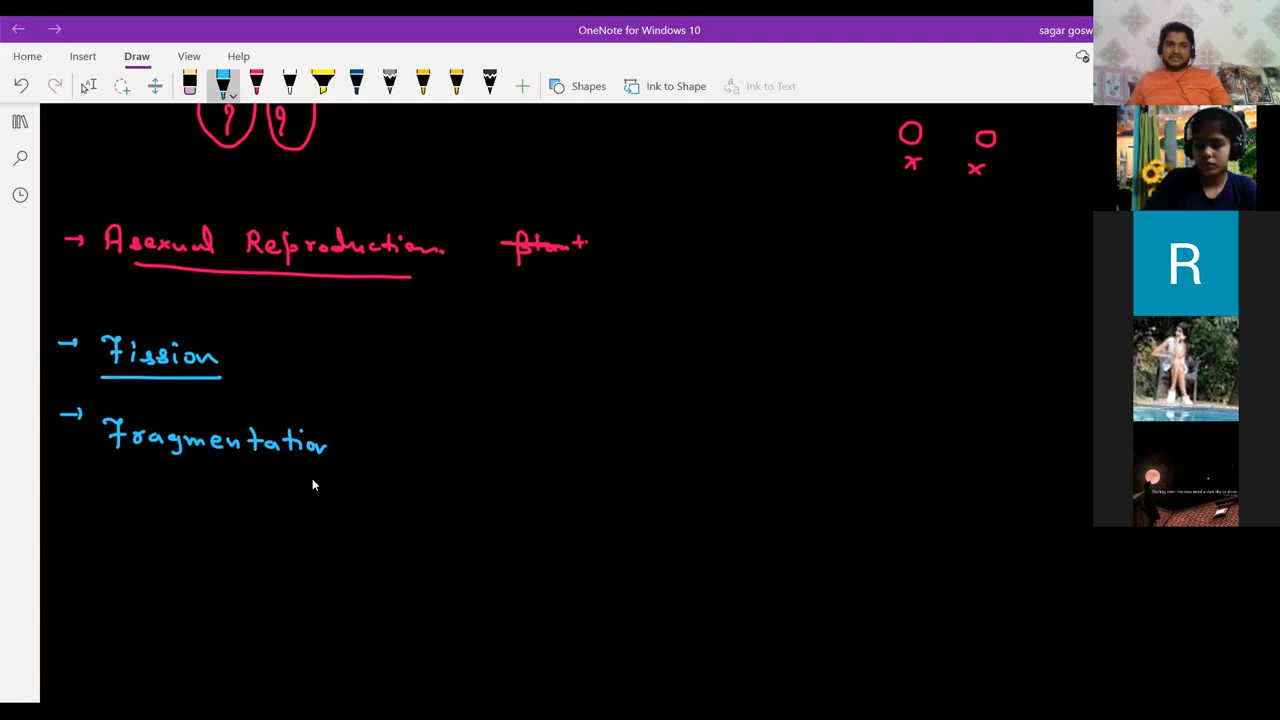 OneNote for Windows 10
sagar gosw
Home Insert Draw View Help
Shapes Ink to Shape Ink to Text
? ?
x x
→ Asexual Reproduction plant
→ Fission
→ Fragmentation
R